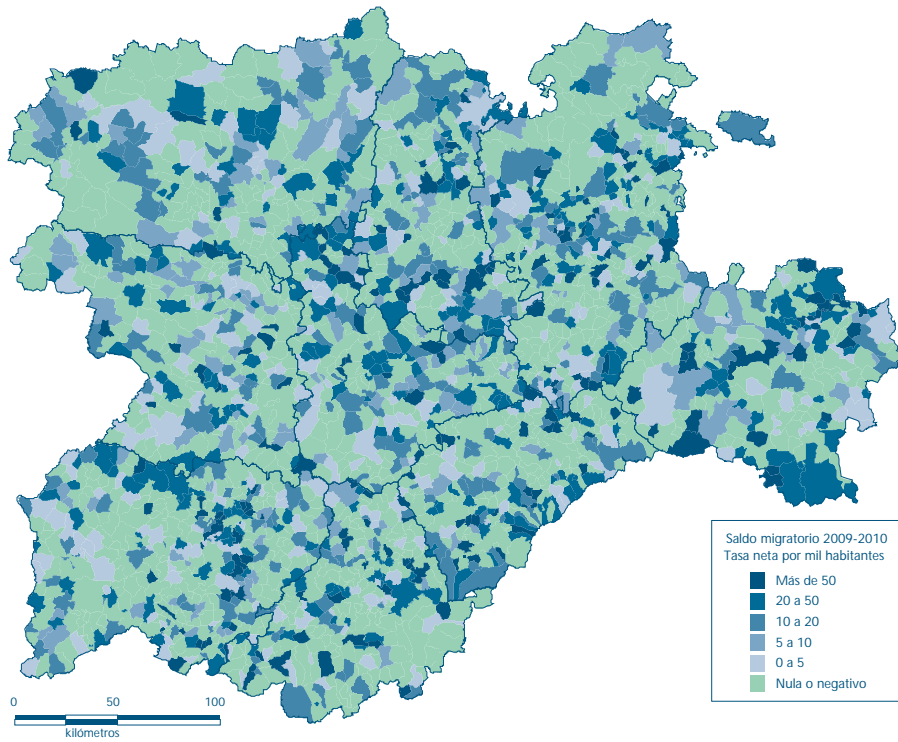 Saldo migratorio 2009-2010
Tasa neta por mil habitantes
Más de 50
20 a 50
10 a 20
5 a 10
0 a 5
Nula o negativo
0 50 100
kilómetros